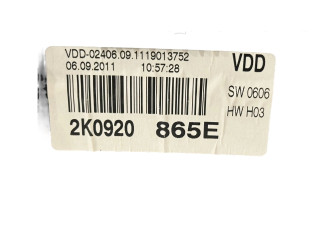 VDD-02406.09.1119013752
06.09.2011 10:57:28
VDD
SW 0606
HW H03
2K0920 865E